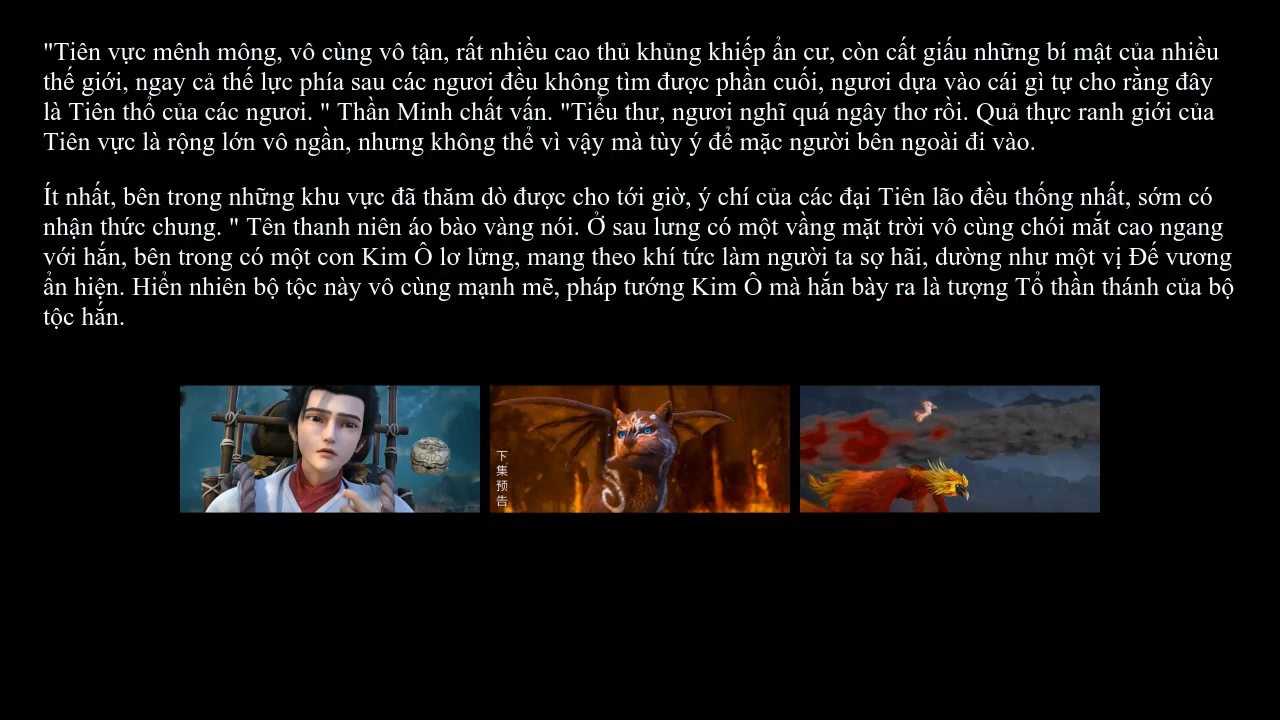 "Tiên vực mênh mông, vô cùng vô tận, rất nhiều cao thủ khủng khiếp ẩn cư, còn cất giấu những bí mật của nhiều
thế giới, ngay cả thế lực phía sau các ngươi đều không tìm được phần cuối, ngươi dựa vào cái gì tự cho rằng đây
là Tiên thổ của các ngươi. " Thần Minh chất vấn. "Tiểu thư, ngươi nghĩ quá ngây thơ rồi. Quả thực ranh giới của
Tiên vực là rộng lớn vô ngần, nhưng không thể vì vậy mà tùy ý để mặc người bên ngoài đi vào.
Ít nhất, bên trong những khu vực đã thăm dò được cho tới giờ, ý chí của các đại Tiên lão đều thống nhất, sớm có
nhận thức chung. " Tên thanh niên áo bào vàng nói. Ở sau lưng có một vầng mặt trời vô cùng chói mắt cao ngang
với hắn, bên trong có một con Kim Ô lơ lửng, mang theo khí tức làm người ta sợ hãi, dường như một vị Đế vương
ẩn hiện. Hiển nhiên bộ tộc này vô cùng mạnh mẽ, pháp tướng Kim Ô mà hắn bày ra là tượng Tổ thần thánh của bộ
tộc hắn.
下集预告